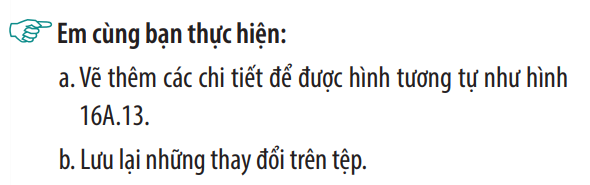 Em cùng bạn thực hiện:
a. Vẽ thêm các chi tiết để được hình tương tự như hình
16A.13.
b. Lưu lại những thay đổi trên tệp.